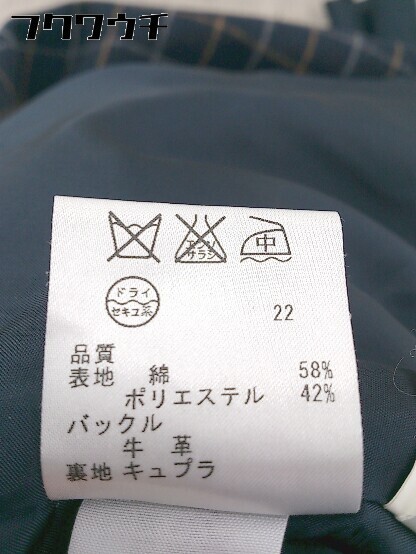 フクワウチ
エンソ
サラシ
中
ドライ
セキユ系
22
品質
表地 綿 58%
ポリエステル 42%
バックル
牛革
裏地 キュプラ